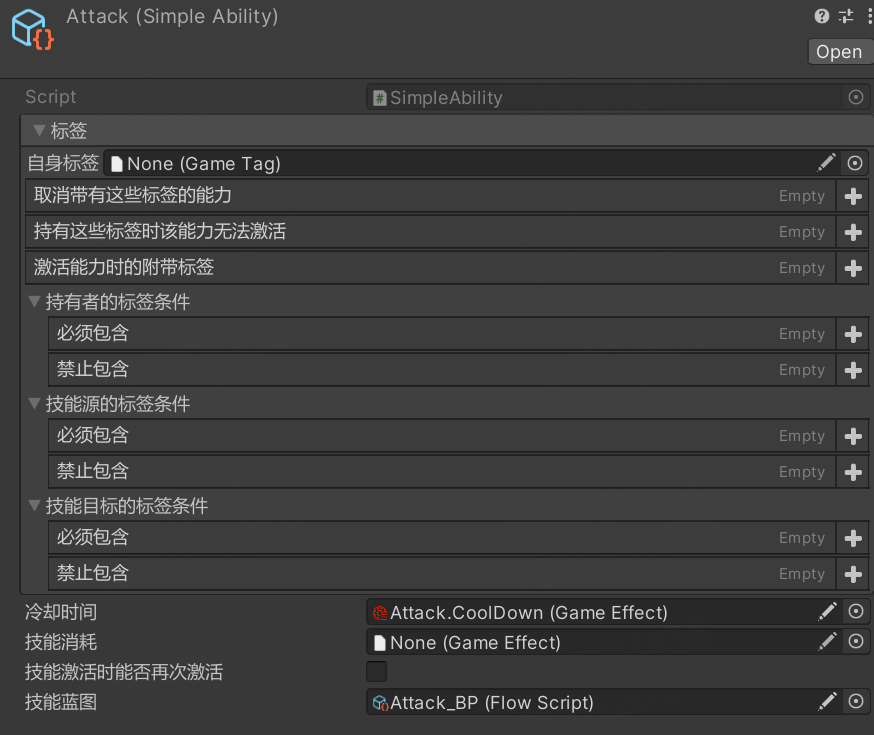 Attack (Simple Ability)
Open
Script
SimpleAbility
标签
自身标签 None (Game Tag)
取消带有这些标签的能力 Empty
持有这些标签时该能力无法激活 Empty
激活能力时的附带标签 Empty
持有者的标签条件
必须包含 Empty
禁止包含 Empty
技能源的标签条件
必须包含 Empty
禁止包含 Empty
技能目标的标签条件
必须包含 Empty
禁止包含 Empty
冷却时间 Attack.CoolDown (Game Effect)
技能消耗 None (Game Effect)
技能激活时能否再次激活
技能蓝图 Attack_BP (Flow Script)